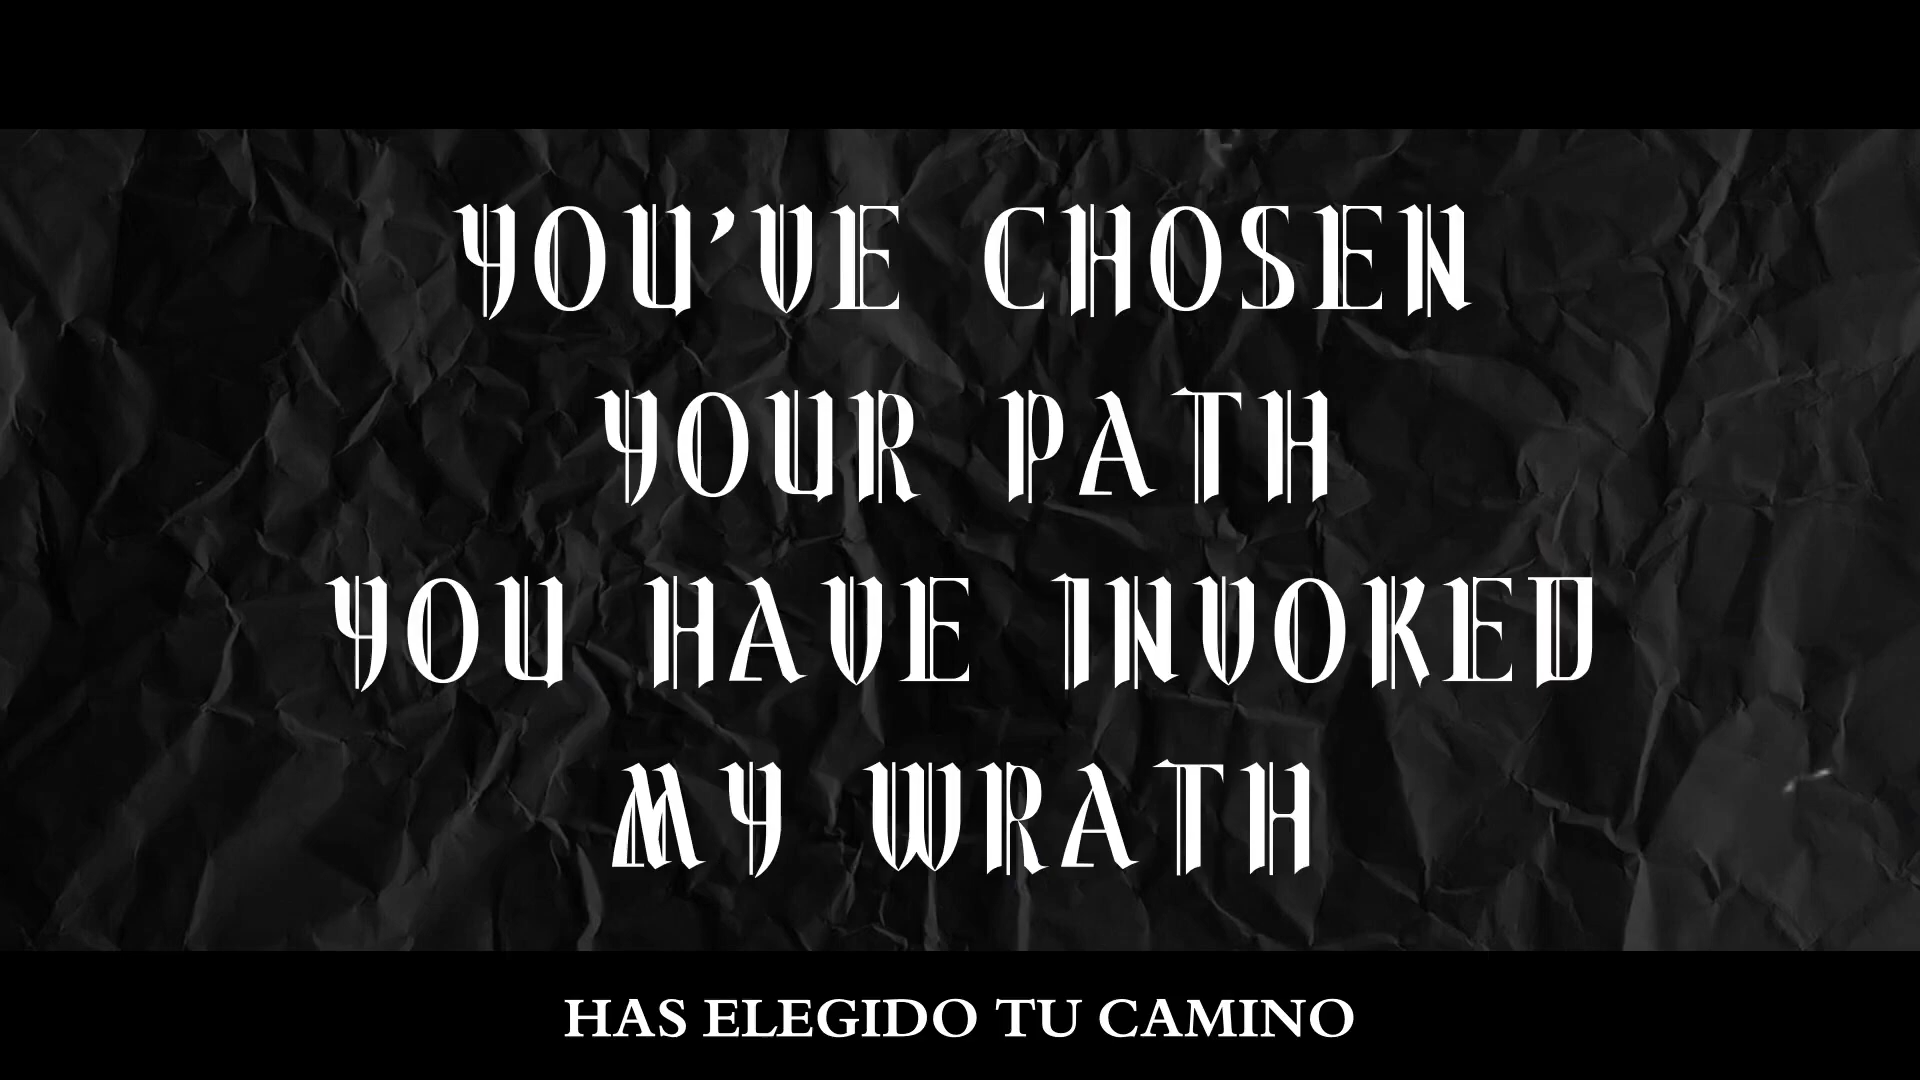 YOU'VE CHOSEN
YOUR PATH
YOU HAVE INVOKED
MY WRATH
HAS ELEGIDO TU CAMINO